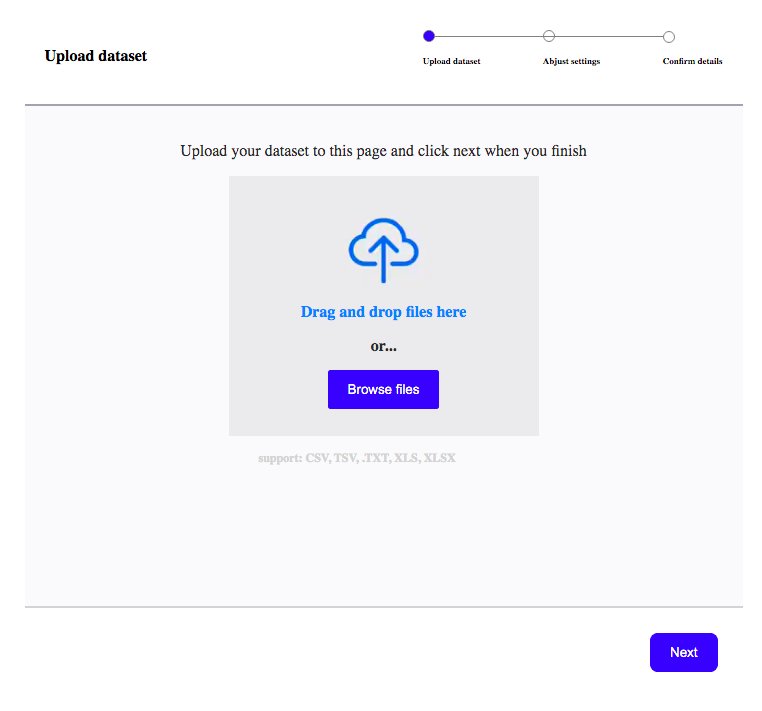 Upload dataset
Upload dataset
Abjust settings
Confirm details
Upload your dataset to this page and click next when you finish
Drag and drop files here
or...
Browse files
support: CSV, TSV, .TXT, XLS, XLSX
Next